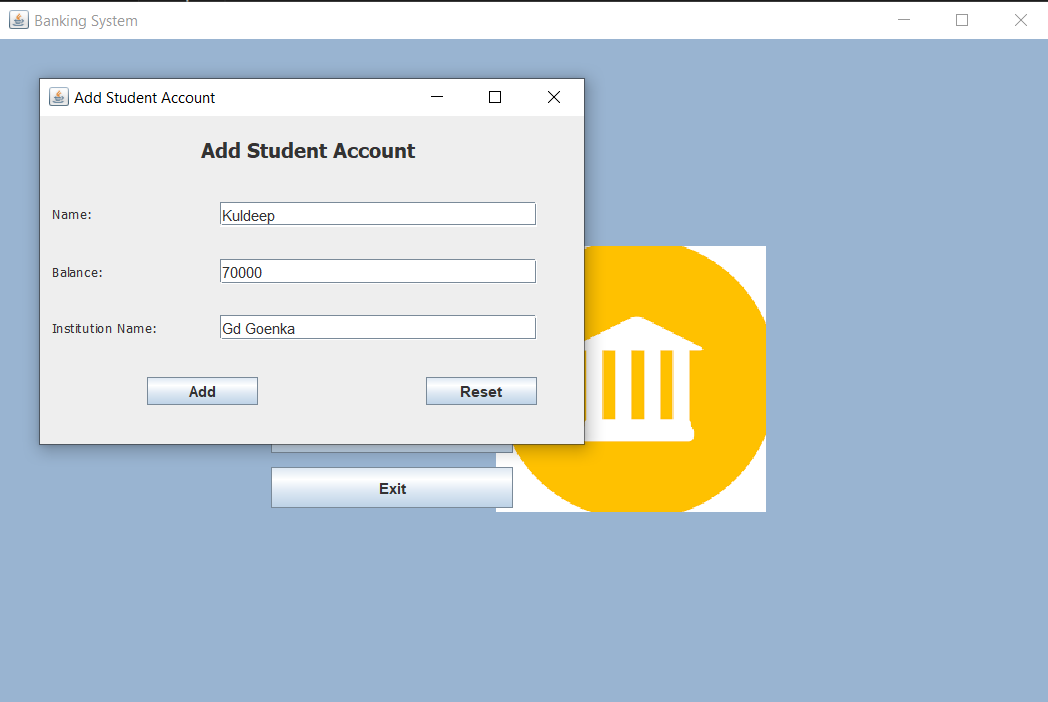 Banking System
Add Student Account
Add Student Account
Name:
Kuldeep
Balance:
70000
Institution Name:
Gd Goenka
Add
Reset
Exit